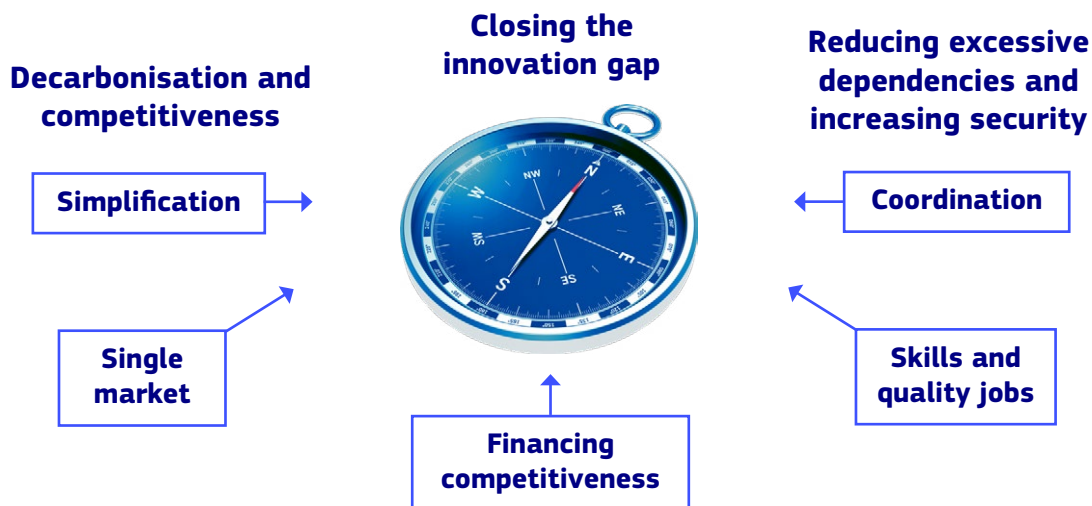 Closing the
innovation gap
Decarbonisation and
competitiveness
Reducing excessive
dependencies and
increasing security
Simplification
Coordination
Single
market
Skills and
quality jobs
Financing
competitiveness
N
NE
E
SE
S
SW
W
NW